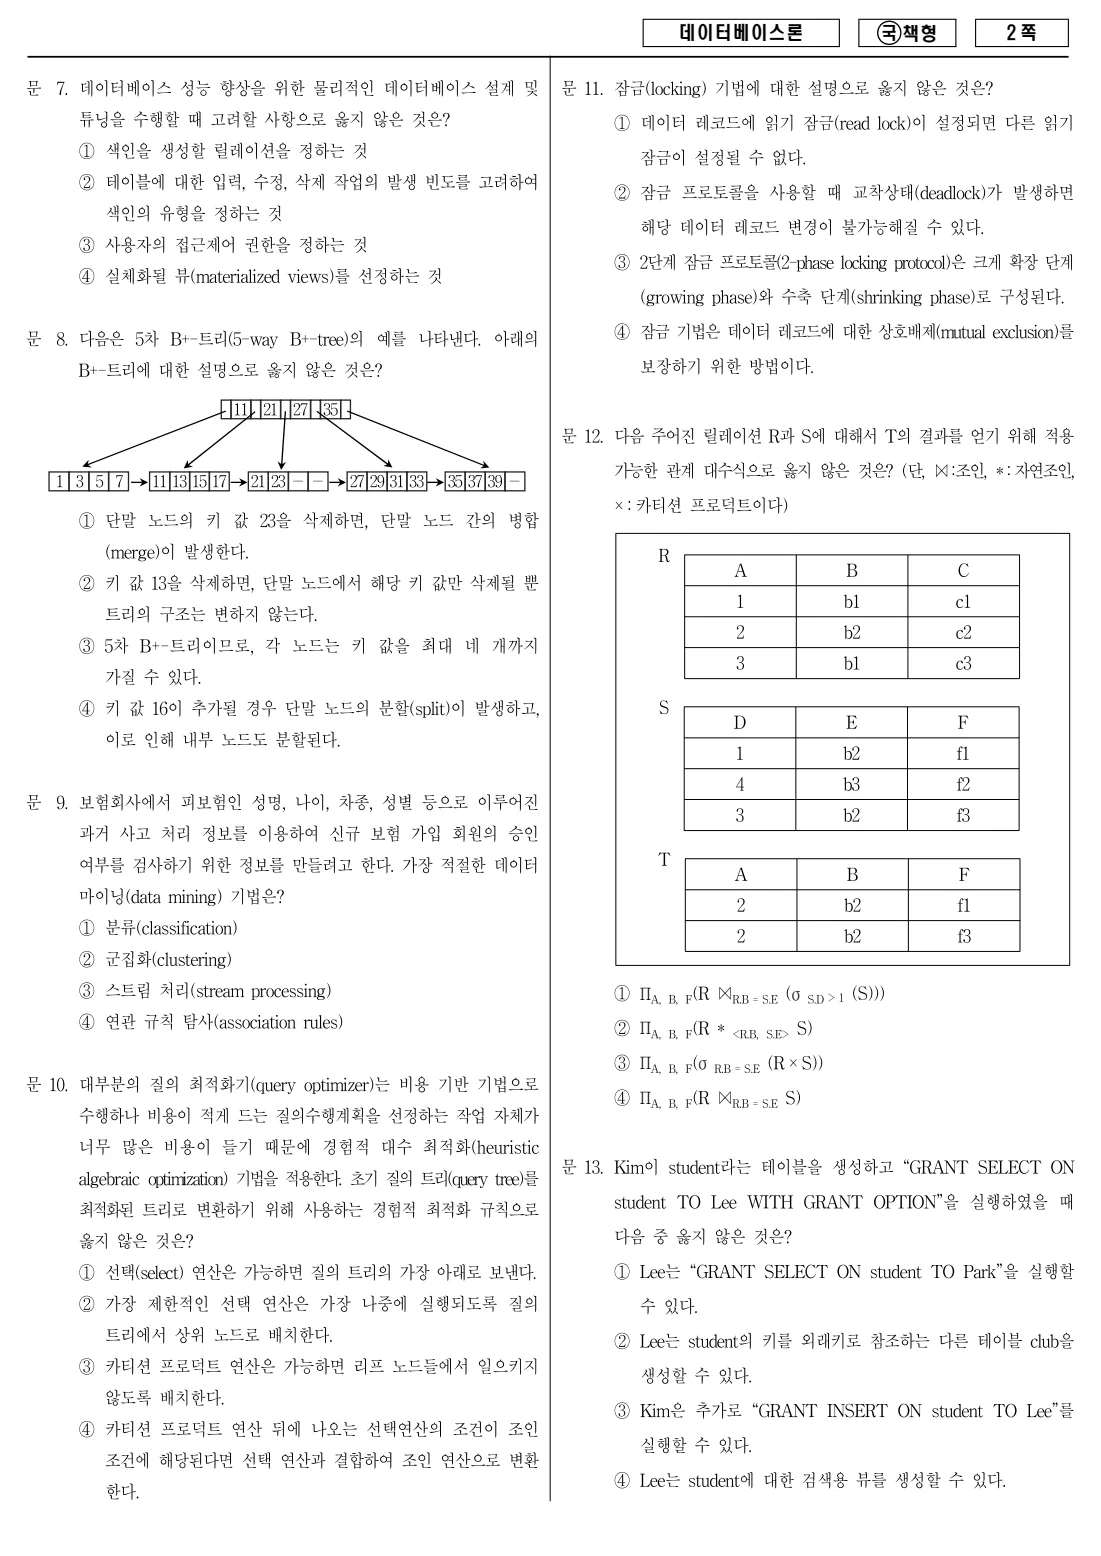 데이터베이스론
국책형
2쪽
문 7. 데이터베이스 성능 향상을 위한 물리적인 데이터베이스 설계 및
튜닝을 수행할 때 고려할 사항으로 옳지 않은 것은?
① 색인을 생성할 릴레이션을 정하는 것
② 테이블에 대한 입력, 수정, 삭제 작업의 발생 빈도를 고려하여
색인의 유형을 정하는 것
③ 사용자의 접근제어 권한을 정하는 것
④ 실체화될 뷰(materialized views)를 선정하는 것
문 8. 다음은 5차 B+-트리(5-way B+-tree)의 예를 나타낸다. 아래의
B+-트리에 대한 설명으로 옳지 않은 것은?
11 21 27 35
1 3 5 7 11 13 15 17 21 23 − − 27 29 31 33 35 37 39 −
① 단말 노드의 키 값 23을 삭제하면, 단말 노드 간의 병합
(merge)이 발생한다.
② 키 값 13을 삭제하면, 단말 노드에서 해당 키 값만 삭제될 뿐
트리의 구조는 변하지 않는다.
③ 5차 B+-트리이므로, 각 노드는 키 값을 최대 네 개까지
가질 수 있다.
④ 키 값 16이 추가될 경우 단말 노드의 분할(split)이 발생하고,
이로 인해 내부 노드도 분할된다.
문 9. 보험회사에서 피보험인 성명, 나이, 차종, 성별 등으로 이루어진
과거 사고 처리 정보를 이용하여 신규 보험 가입 회원의 승인
여부를 검사하기 위한 정보를 만들려고 한다. 가장 적절한 데이터
마이닝(data mining) 기법은?
① 분류(classification)
② 군집화(clustering)
③ 스트림 처리(stream processing)
④ 연관 규칙 탐사(association rules)
문 10. 대부분의 질의 최적화기(query optimizer)는 비용 기반 기법으로
수행하나 비용이 적게 드는 질의수행계획을 선정하는 작업 자체가
너무 많은 비용이 들기 때문에 경험적 대수 최적화(heuristic
algebraic optimization) 기법을 적용한다. 초기 질의 트리(query tree)를
최적화된 트리로 변환하기 위해 사용하는 경험적 최적화 규칙으로
옳지 않은 것은?
① 선택(select) 연산은 가능하면 질의 트리의 가장 아래로 보낸다.
② 가장 제한적인 선택 연산은 가장 나중에 실행되도록 질의
트리에서 상위 노드로 배치한다.
③ 카티션 프로덕트 연산은 가능하면 리프 노드들에서 일으키지
않도록 배치한다.
④ 카티션 프로덕트 연산 뒤에 나오는 선택연산의 조건이 조인
조건에 해당된다면 선택 연산과 결합하여 조인 연산으로 변환
한다.
문 11. 잠금(locking) 기법에 대한 설명으로 옳지 않은 것은?
① 데이터 레코드에 읽기 잠금(read lock)이 설정되면 다른 읽기
잠금이 설정될 수 없다.
② 잠금 프로토콜을 사용할 때 교착상태(deadlock)가 발생하면
해당 데이터 레코드 변경이 불가능해질 수 있다.
③ 2단계 잠금 프로토콜(2-phase locking protocol)은 크게 확장 단계
(growing phase)와 수축 단계(shrinking phase)로 구성된다.
④ 잠금 기법은 데이터 레코드에 대한 상호배제(mutual exclusion)를
보장하기 위한 방법이다.
문 12. 다음 주어진 릴레이션 R과 S에 대해서 T의 결과를 얻기 위해 적용
가능한 관계 대수식으로 옳지 않은 것은? (단, ⋈:조인, *: 자연조인,
× : 카티션 프로덕트이다)
R
A B C
1 b1 c1
2 b2 c2
3 b1 c3
S
D E F
1 b2 f1
4 b3 f2
3 b2 f3
T
A B F
2 b2 f1
2 b2 f3
① Π A, B, F(R ⋈ R.B = S.E (σ S.D > 1 (S)))
② Π A, B, F(R * <R.B, S.E> S)
③ Π A, B, F(σ R.B = S.E (R × S))
④ Π A, B, F(R ⋈ R.B = S.E S)
문 13. Kim이 student라는 테이블을 생성하고 “GRANT SELECT ON
student TO Lee WITH GRANT OPTION”을 실행하였을 때
다음 중 옳지 않은 것은?
① Lee는 “GRANT SELECT ON student TO Park”을 실행할
수 있다.
② Lee는 student의 키를 외래키로 참조하는 다른 테이블 club을
생성할 수 있다.
③ Kim은 추가로 “GRANT INSERT ON student TO Lee”를
실행할 수 있다.
④ Lee는 student에 대한 검색용 뷰를 생성할 수 있다.